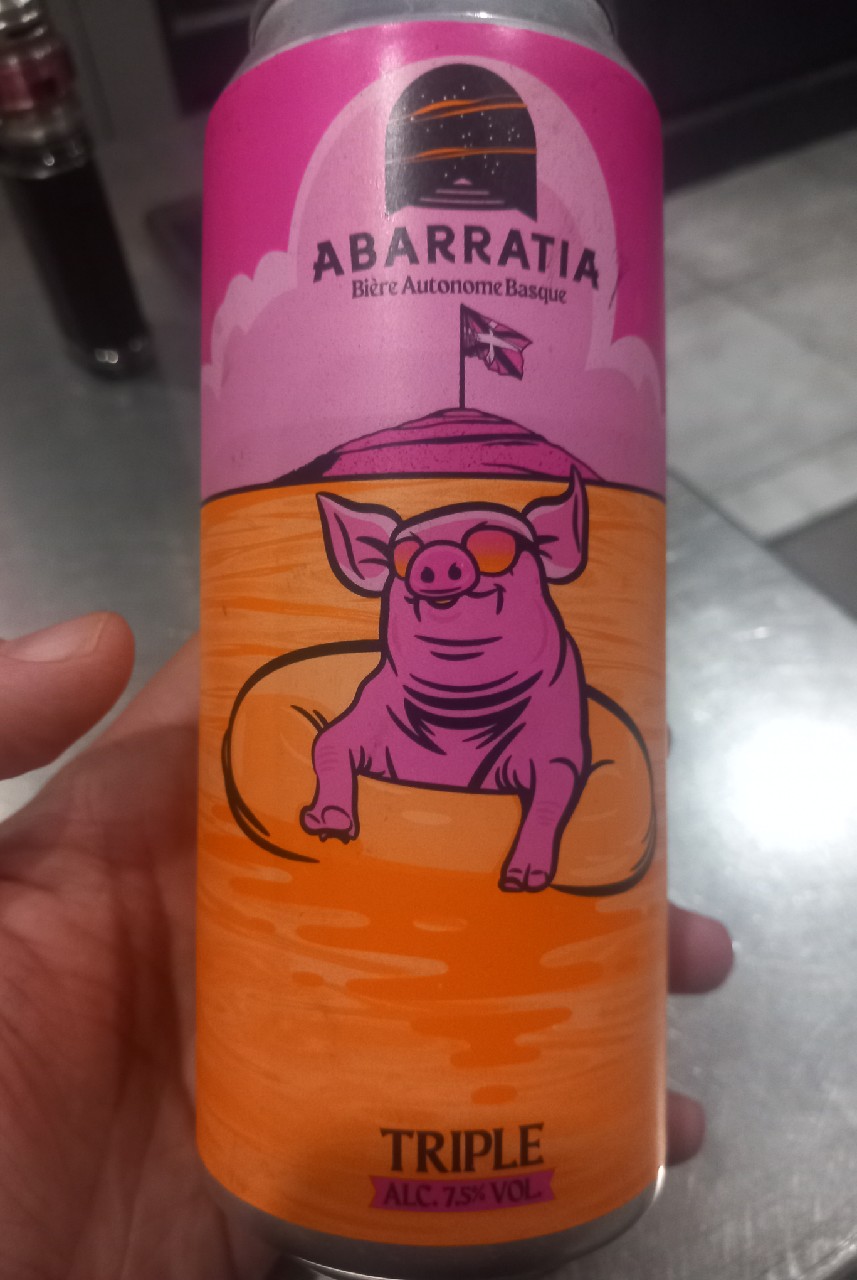 ABARRATIA
Bière Autonome Basque
TRIPLE
ALC. 7.5% VOL.